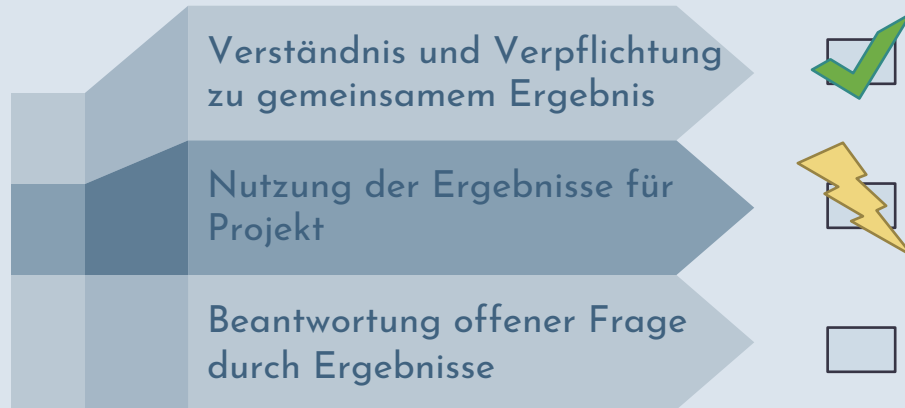 Verständnis und Verpflichtung
zu gemeinsamem Ergebnis
Nutzung der Ergebnisse für
Projekt
Beantwortung offener Frage
durch Ergebnisse